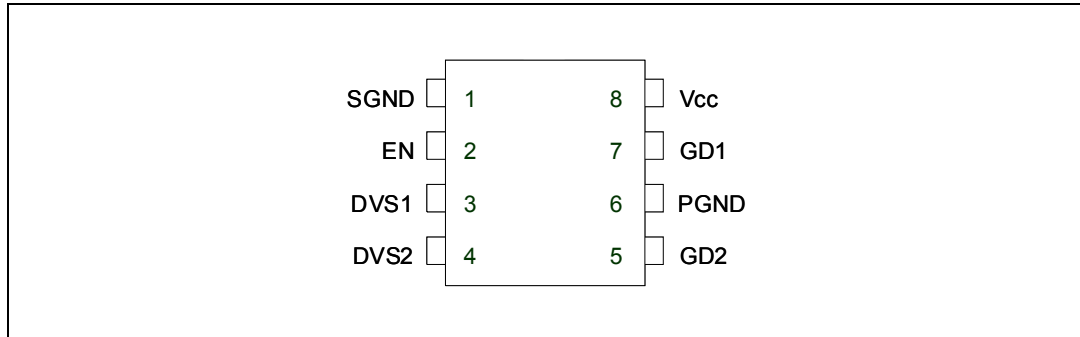 SGND 1 8 Vcc
EN 2 7 GD1
DVS1 3 6 PGND
DVS2 4 5 GD2